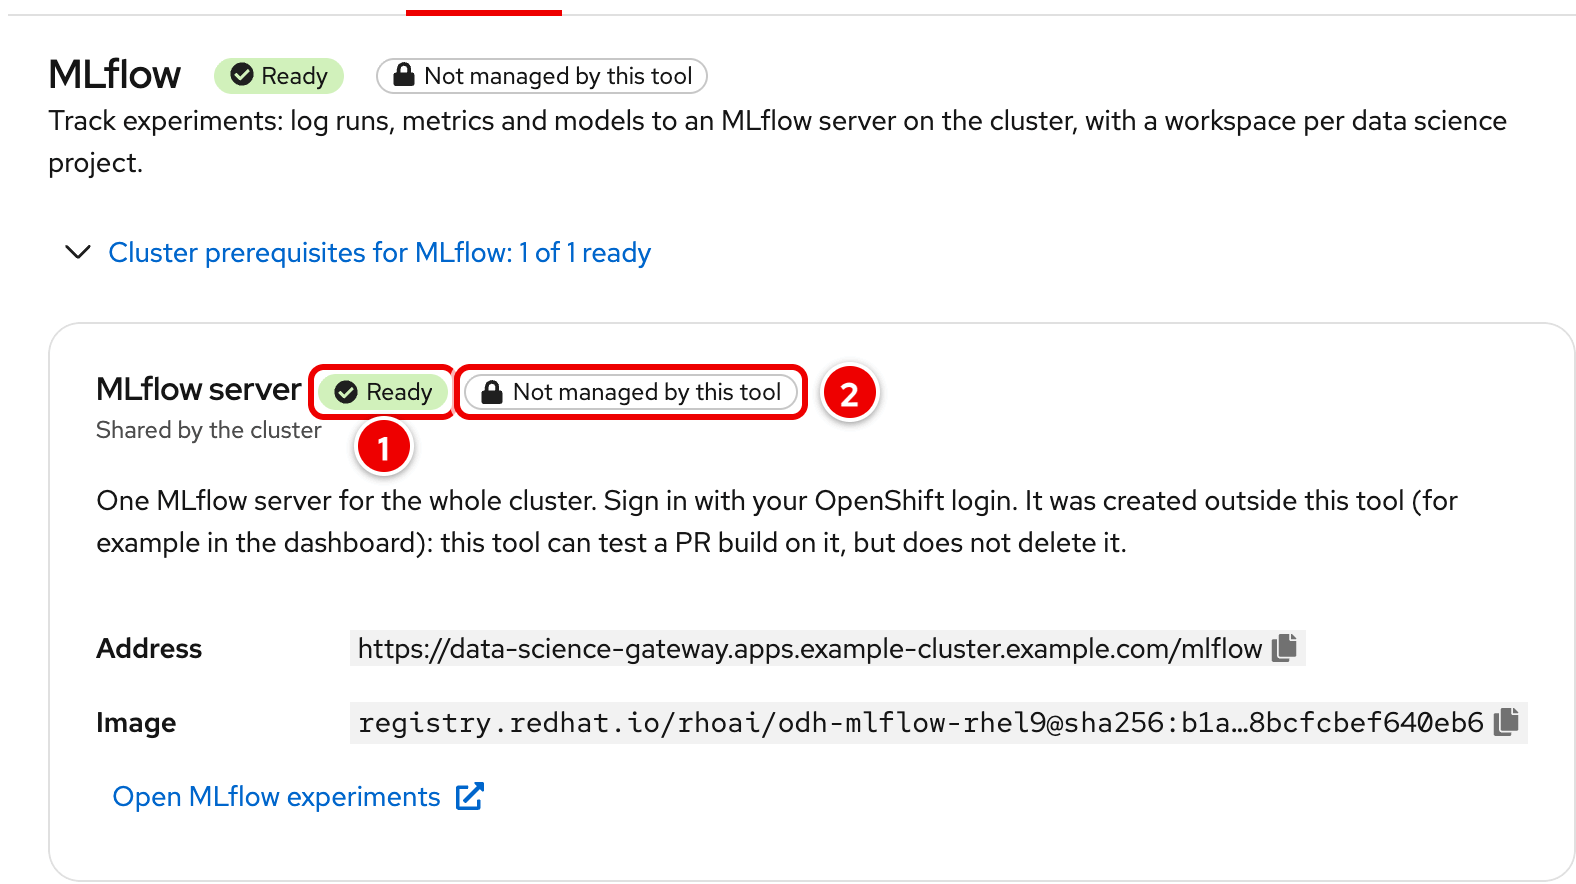 MLflow Ready Not managed by this tool
Track experiments: log runs, metrics and models to an MLflow server on the cluster, with a workspace per data science
project.
Cluster prerequisites for MLflow: 1 of 1 ready
MLflow server Ready Not managed by this tool 2
Shared by the cluster
1
One MLflow server for the whole cluster. Sign in with your OpenShift login. It was created outside this tool (for
example in the dashboard): this tool can test a PR build on it, but does not delete it.
Address https://data-science-gateway.apps.example-cluster.example.com/mlflow
Image registry.redhat.io/rhoai/odh-mlflow-rhel9@sha256:b1a…8bcfcbef640eb6
Open MLflow experiments